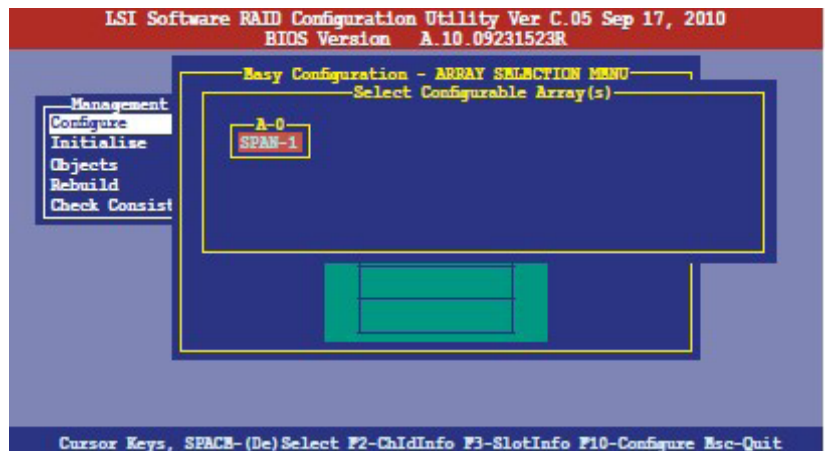 LSI Software RAID Configuration Utility Ver C.05 Sep 17, 2010
BIOS Version A.10.09231523R
Easy Configuration - ARRAY SELECTION MENU
Select Configurable Array(s)
Management
Configure
Initialise
Objects
Rebuild
Check Consist
A-0
SPAN-1
Cursor Keys, SPACE-(De)Select F2-ChIdInfo F3-SlotInfo F10-Configure Esc-Quit